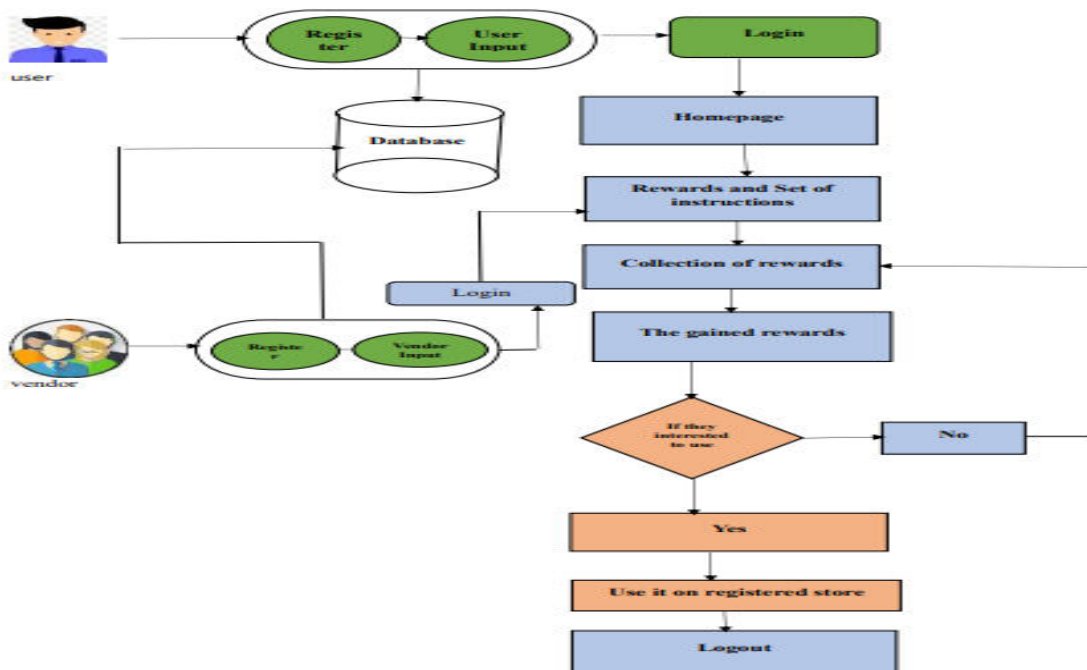 user
Regis
ter
User
Input
Login
Database
Homepage
Rewards and Set of
instructions
Collection of rewards
Login
The gained rewards
vendor
Registe
r
Vendor
Input
If they
interested
to use
No
Yes
Use it on registered store
Logout